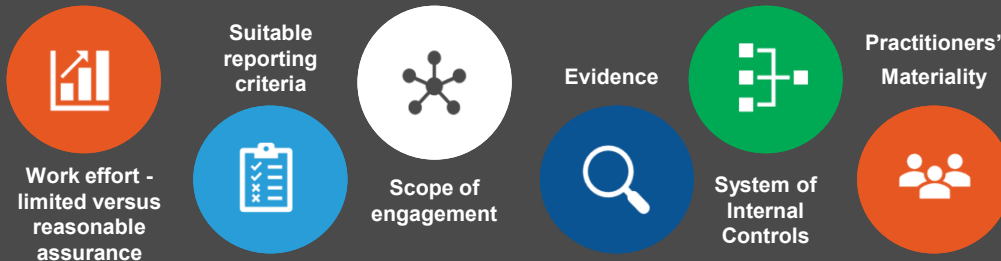 Work effort -
limited versus
reasonable
assurance
Suitable
reporting
criteria
Scope of
engagement
Evidence
System of
Internal
Controls
Practitioners’
Materiality